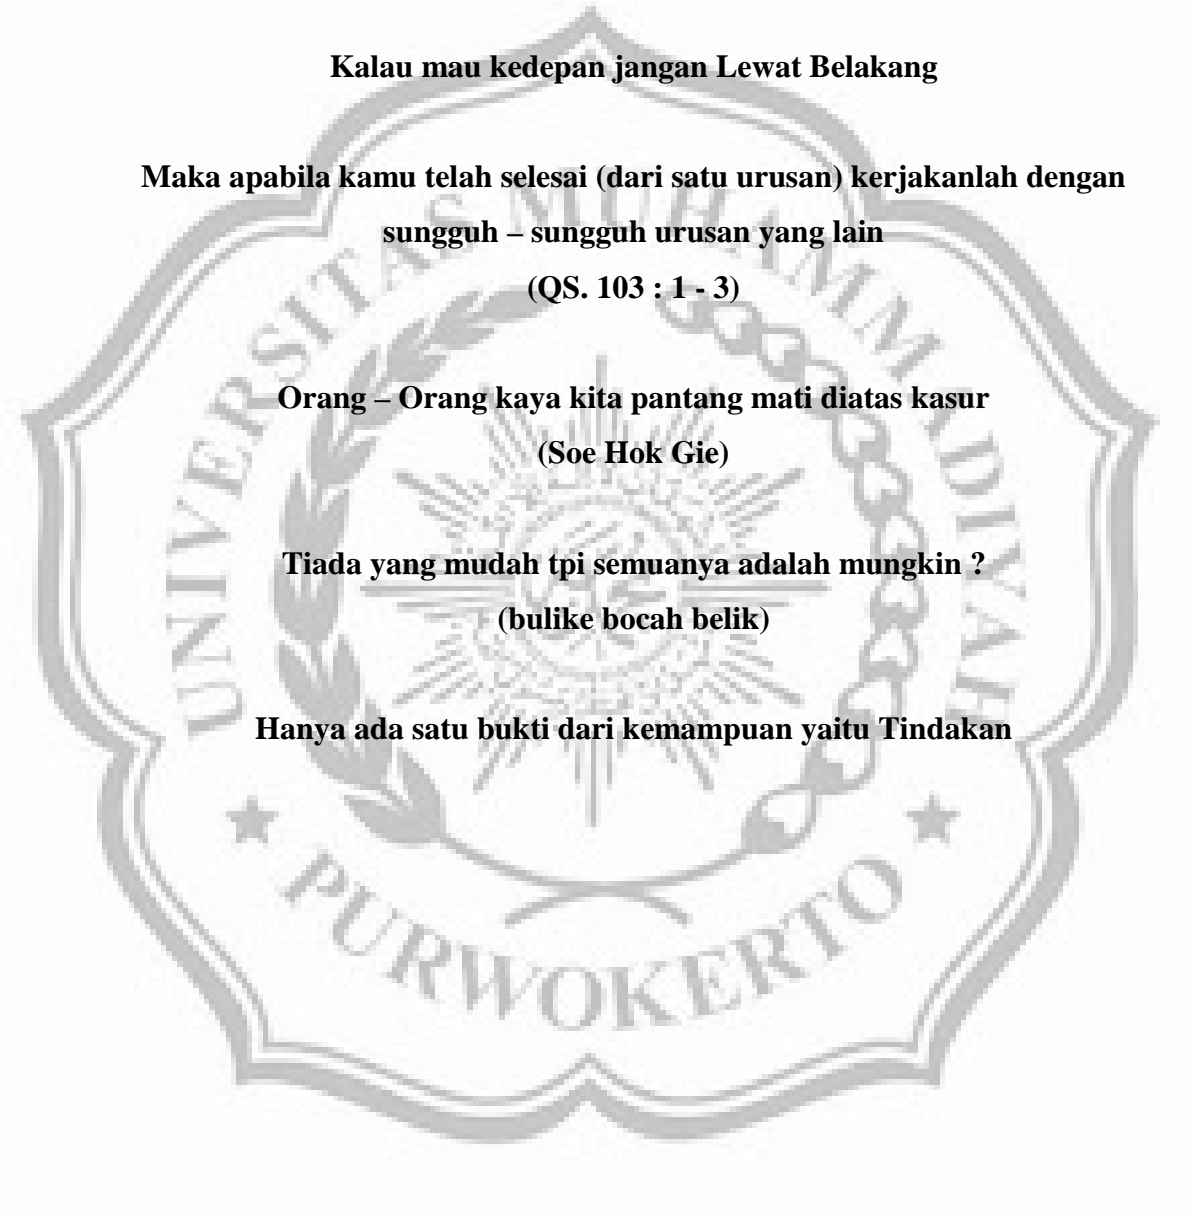 Kalau mau kedepan jangan Lewat Belakang
Maka apabila kamu telah selesai (dari satu urusan) kerjakanlah dengan
sungguh – sungguh urusan yang lain
(QS. 103 : 1 - 3)
Orang – Orang kaya kita pantang mati diatas kasur
(Soe Hok Gie)
Tiada yang mudah tpi semuanya adalah mungkin ?
(bulike bocah belik)
Hanya ada satu bukti dari kemampuan yaitu Tindakan
UNIVERSITAS MUHAMMADIYAH
PURWOKERTO